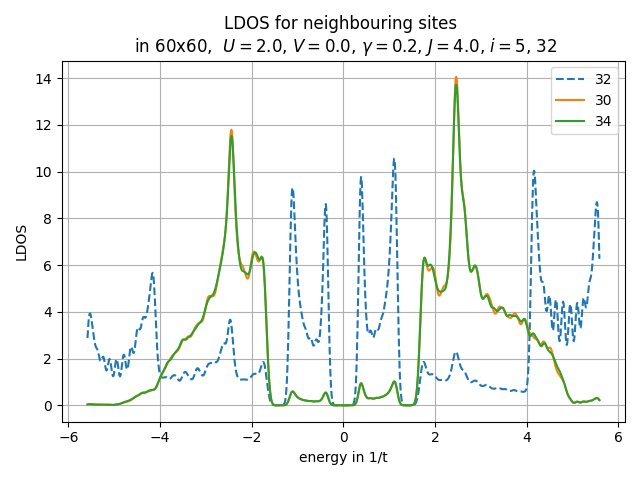 LDOS for neighbouring sites
in 60x60, U = 2.0, V = 0.0, γ = 0.2, J = 4.0, i = 5, 32
LDOS
14
12
10
8
6
4
2
0
32
30
34
−6 −4 −2 0 2 4 6
energy in 1/t